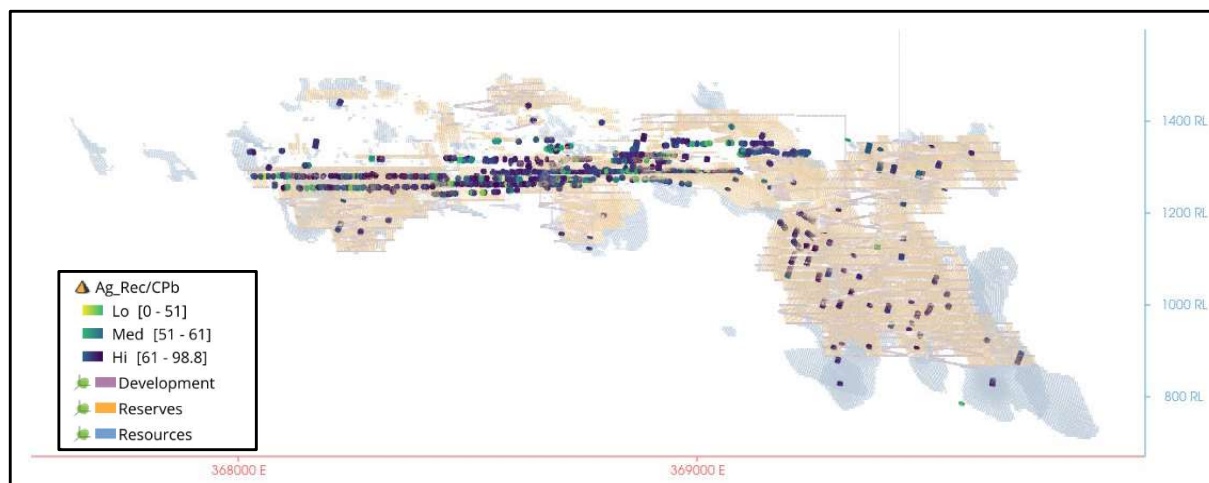 1400 RL
1200 RL
Ag_Rec/CPb
Lo [0 - 51]
Med [51 - 61]
Hi [61 - 98.8]
Development
Reserves
Resources
1000 RL
800 RL
368000 E
369000 E